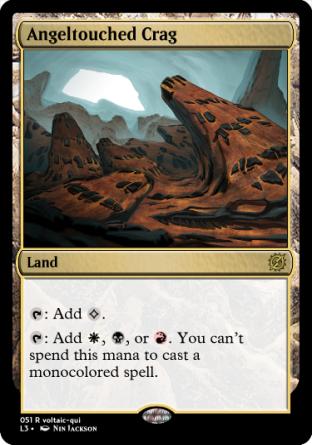 Angeltouched Crag
Land
: Add .
: Add , , or . You can't
spend this mana to cast a
monocolored spell.
051 R voltaic-qui
L3 • Nin Jackson